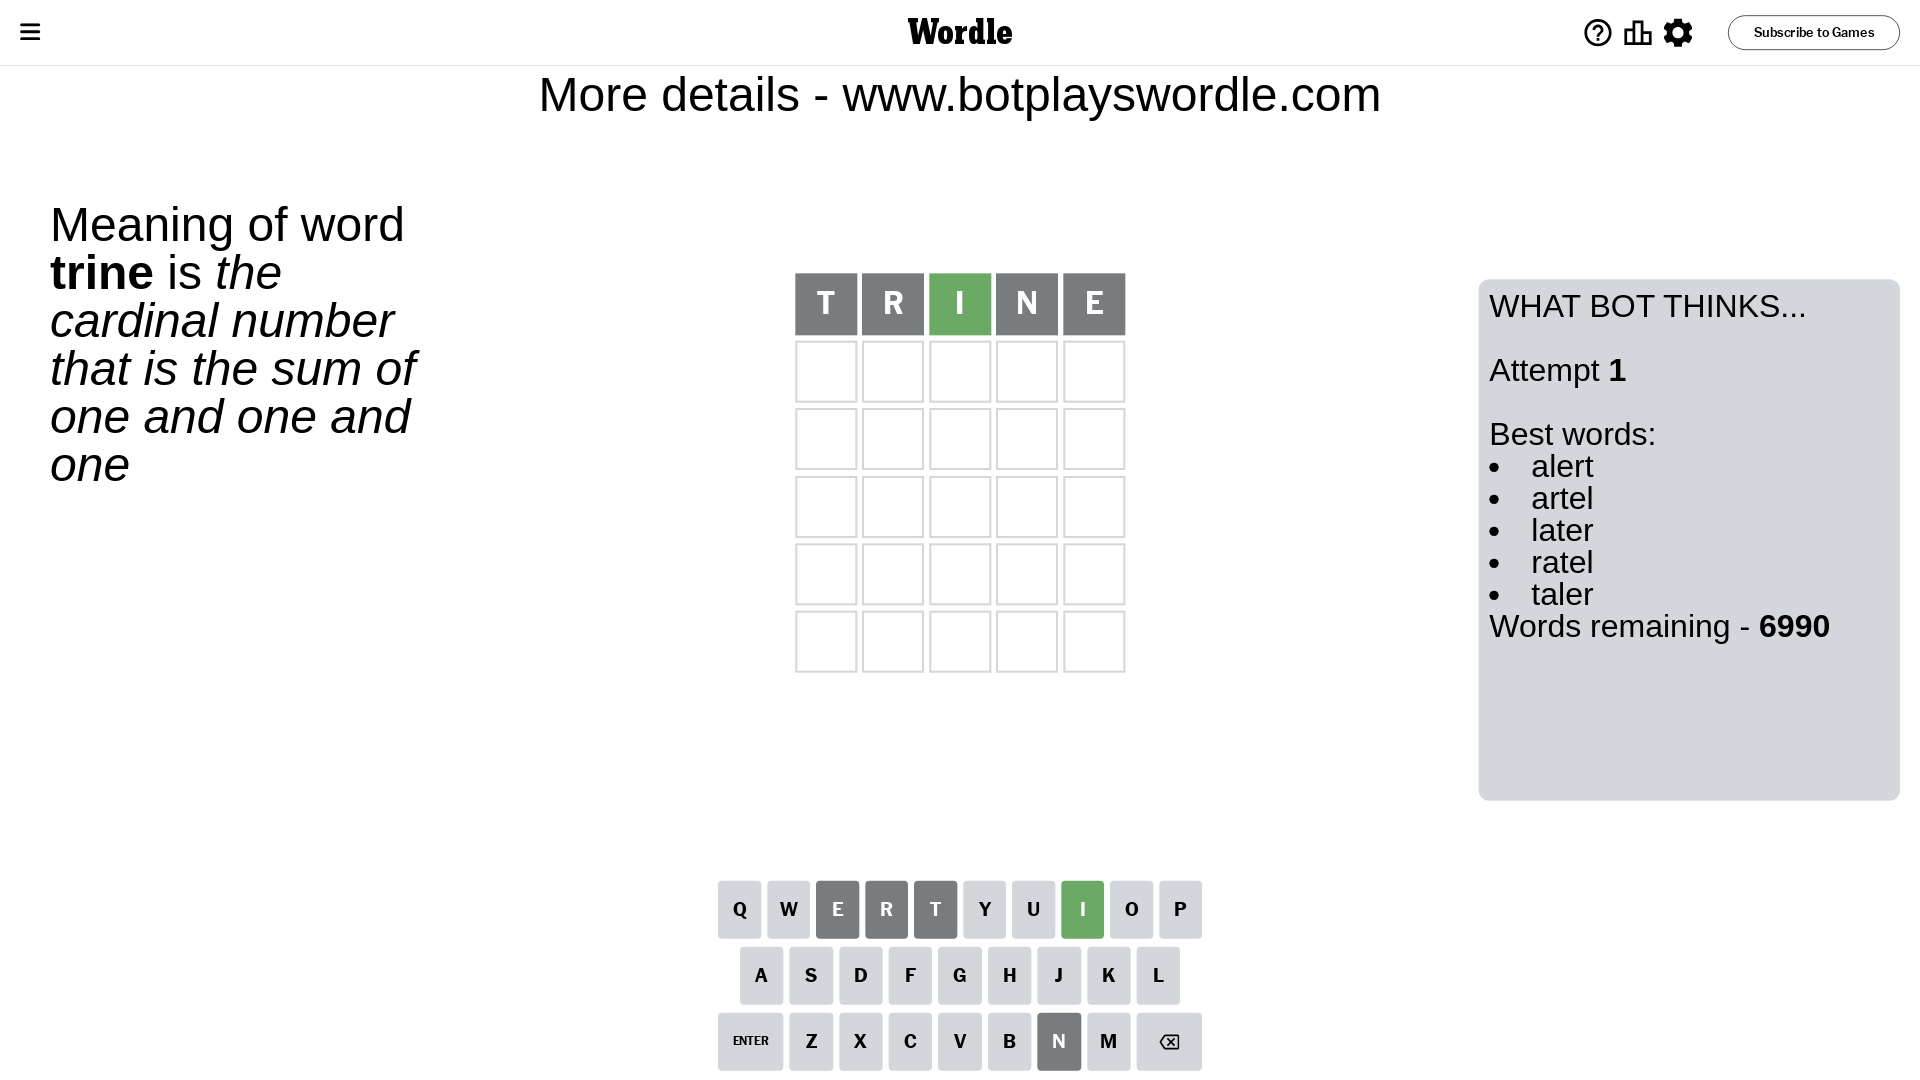 Wordle
Subscribe to Games
More details - www.botplayswordle.com
Meaning of word
trine is the
cardinal number
that is the sum of
one and one and
one
T R I N E
WHAT BOT THINKS...
Attempt 1
Best words:
• alert
• artel
• later
• ratel
• taler
Words remaining - 6990
Q W E R T Y U I O P
A S D F G H J K L
ENTER Z X C V B N M